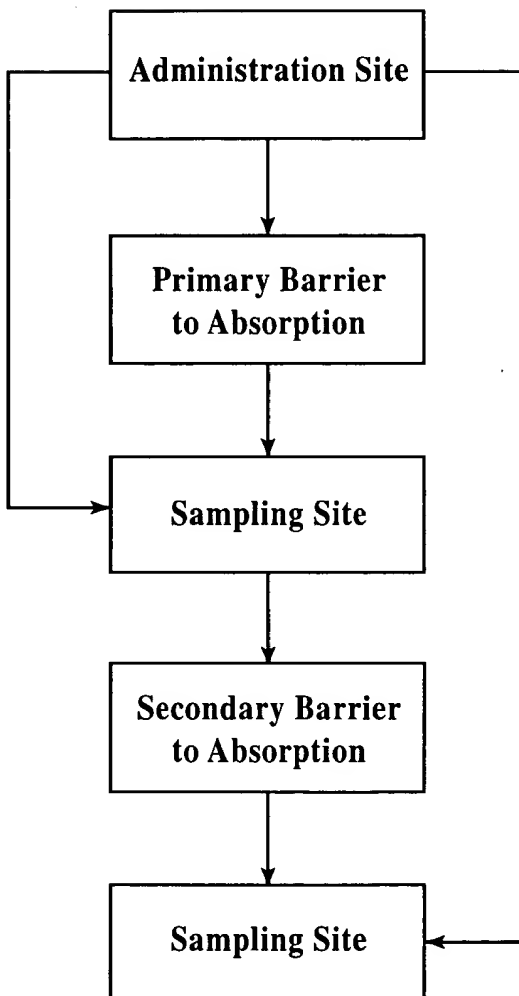 Administration Site
Primary Barrier
to Absorption
Sampling Site
Secondary Barrier
to Absorption
Sampling Site